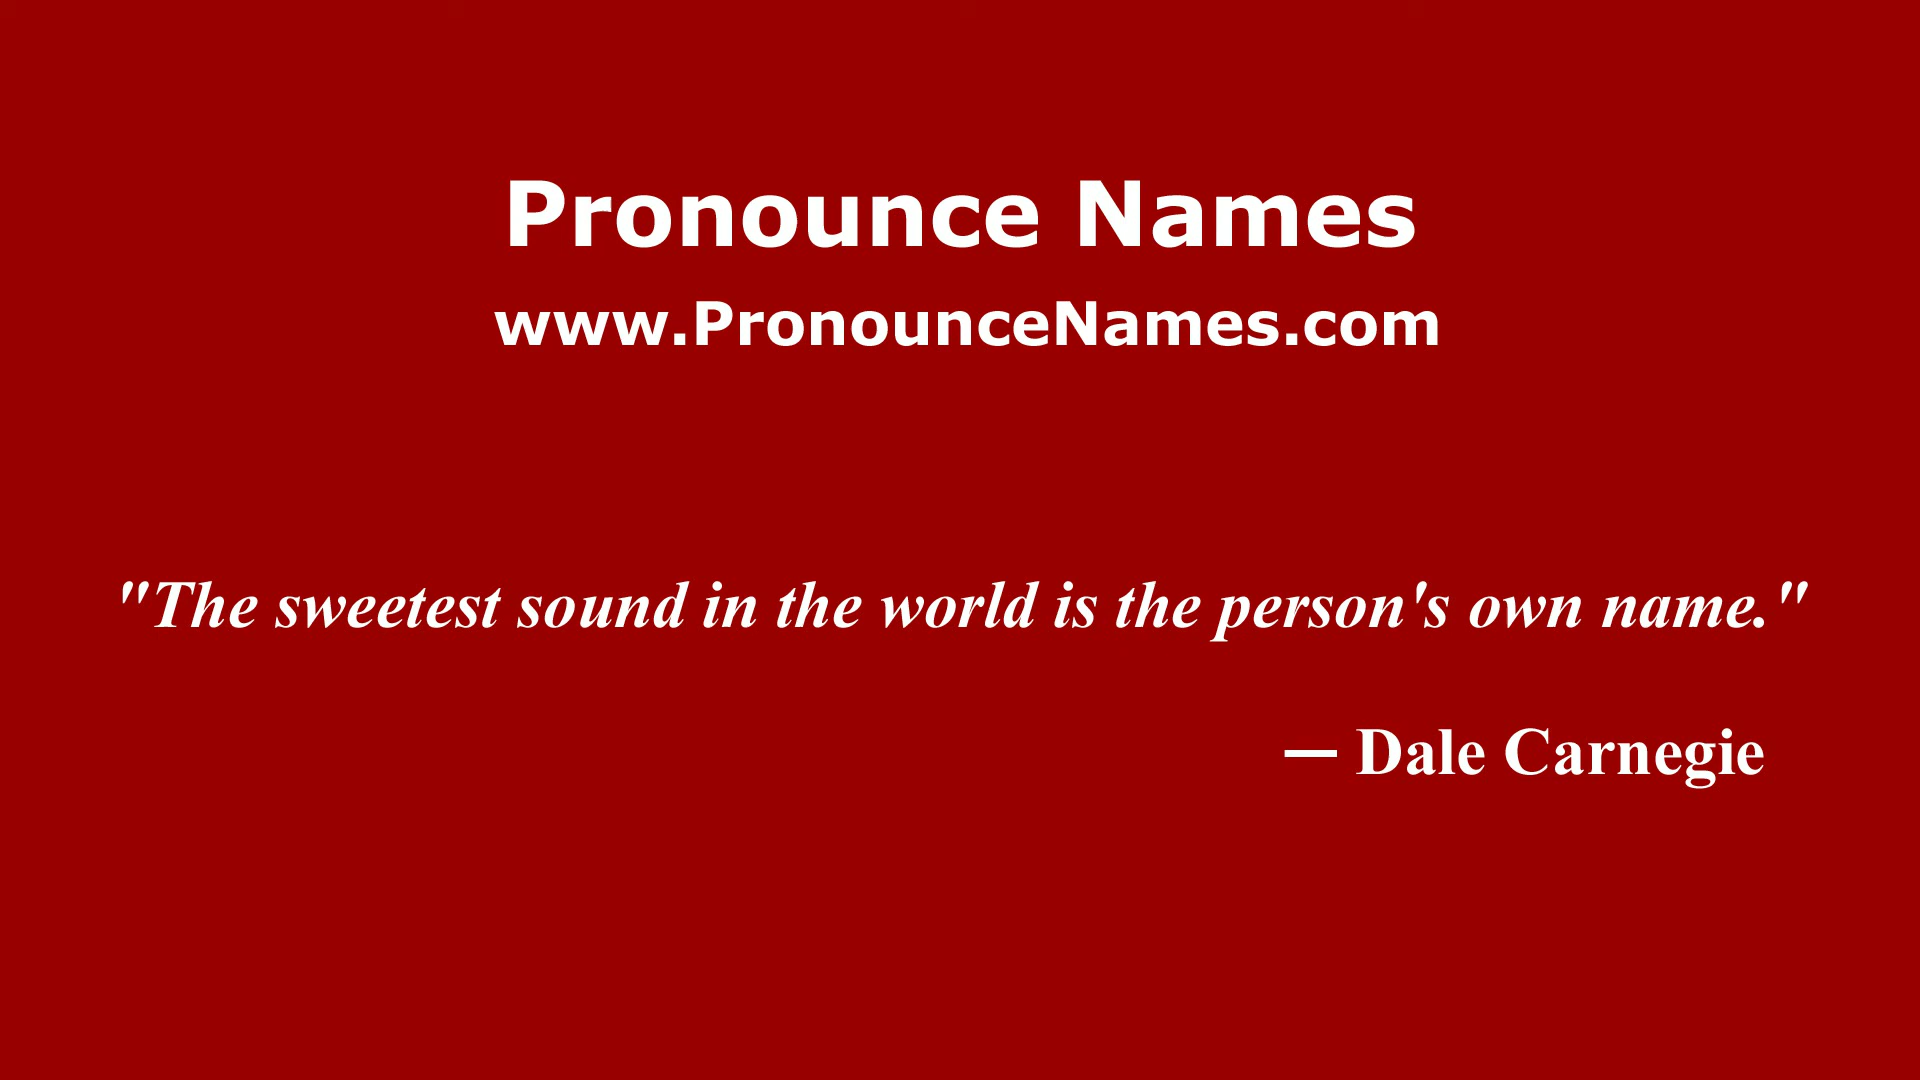 Pronounce Names
www.PronounceNames.com
"The sweetest sound in the world is the person's own name."
— Dale Carnegie